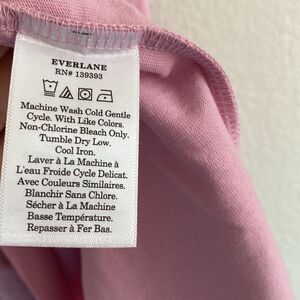 EVERLANE
RN# 139393
Machine Wash Cold Gentle
Cycle. With Like Colors.
Non-Chlorine Bleach Only.
Tumble Dry Low.
Cool Iron.
Laver à La Machine à
L'eau Froide Cycle Delicat.
Avec Couleurs Similaires.
Blanchir Sans Chlore.
Sécher à La Machine
Basse Température.
Repasser à Fer Bas.